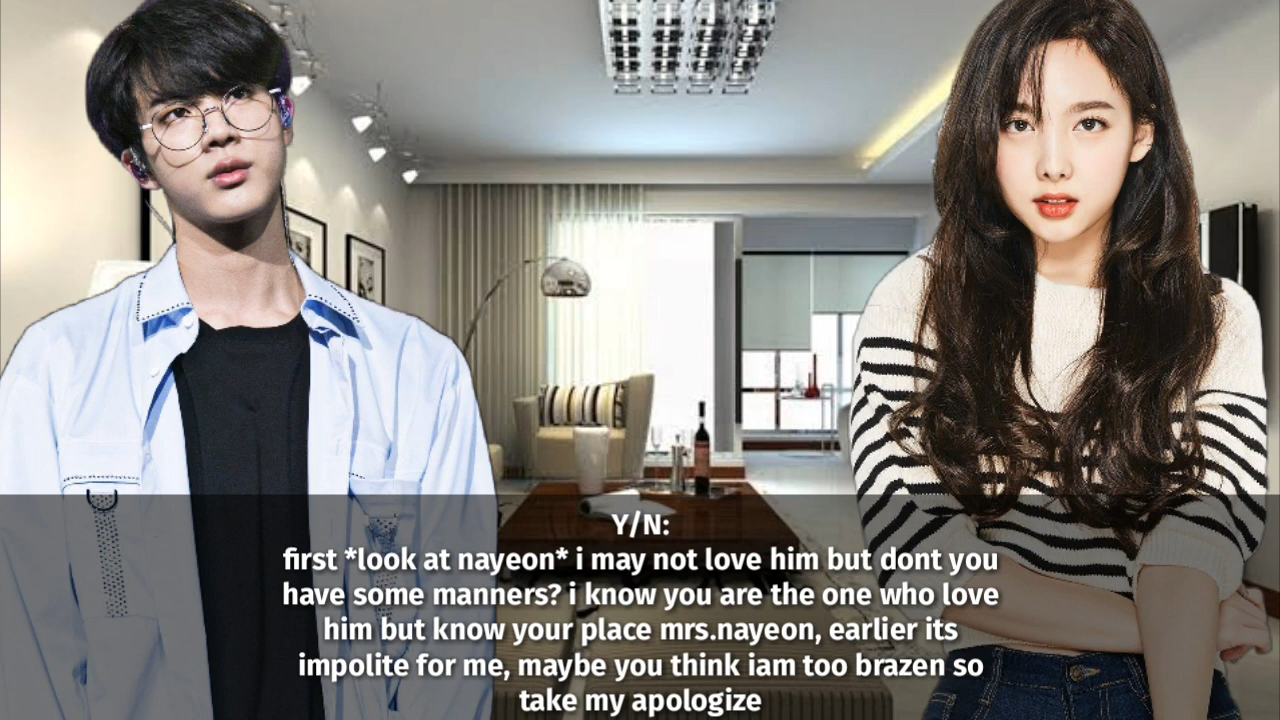 Y/N:
first *look at nayeon* i may not love him but dont you
have some manners? i know you are the one who love
him but know your place mrs.nayeon, earlier its
impolite for me, maybe you think iam too brazen so
take my apologize